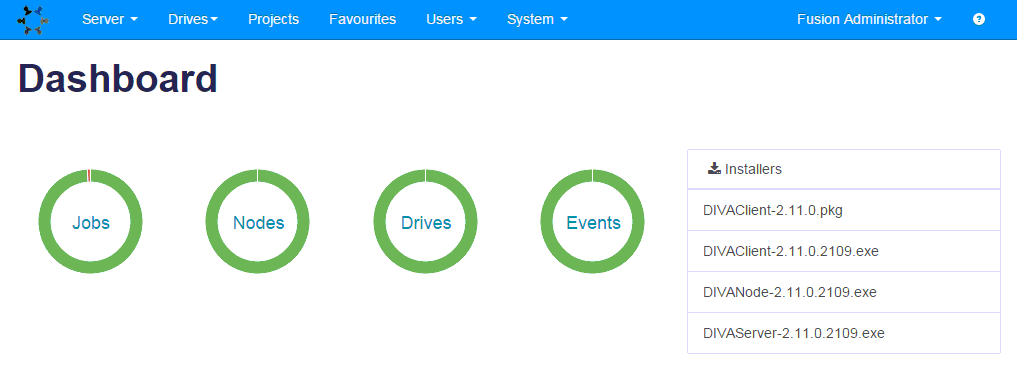 Server Drives Projects Favourites Users System Fusion Administrator ?
Dashboard
Jobs Nodes Drives Events
Installers
DIVAClient-2.11.0.pkg
DIVAClient-2.11.0.2109.exe
DIVANode-2.11.0.2109.exe
DIVAServer-2.11.0.2109.exe